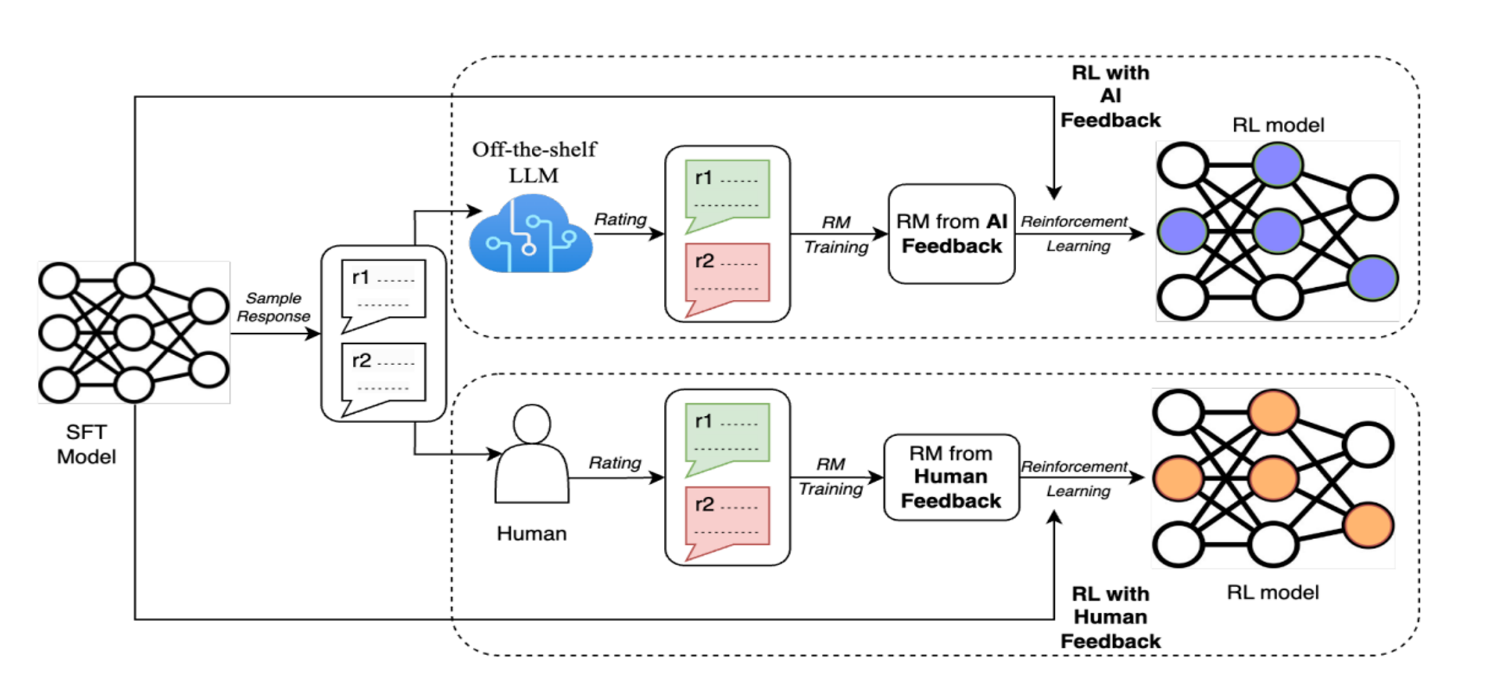 SFT
Model
Sample
Response
r1 ......
.........
r2 ......
.........
RL with
AI
Feedback
Off-the-shelf
LLM
Rating
r1 ......
.........
r2 ......
.........
RM
Training
RM from AI
Feedback
Reinforcement
Learning
RL model
Human
Rating
r1 ......
.........
r2 ......
.........
RM
Training
RM from
Human
Feedback
Reinforcement
Learning
RL model
RL with
Human
Feedback